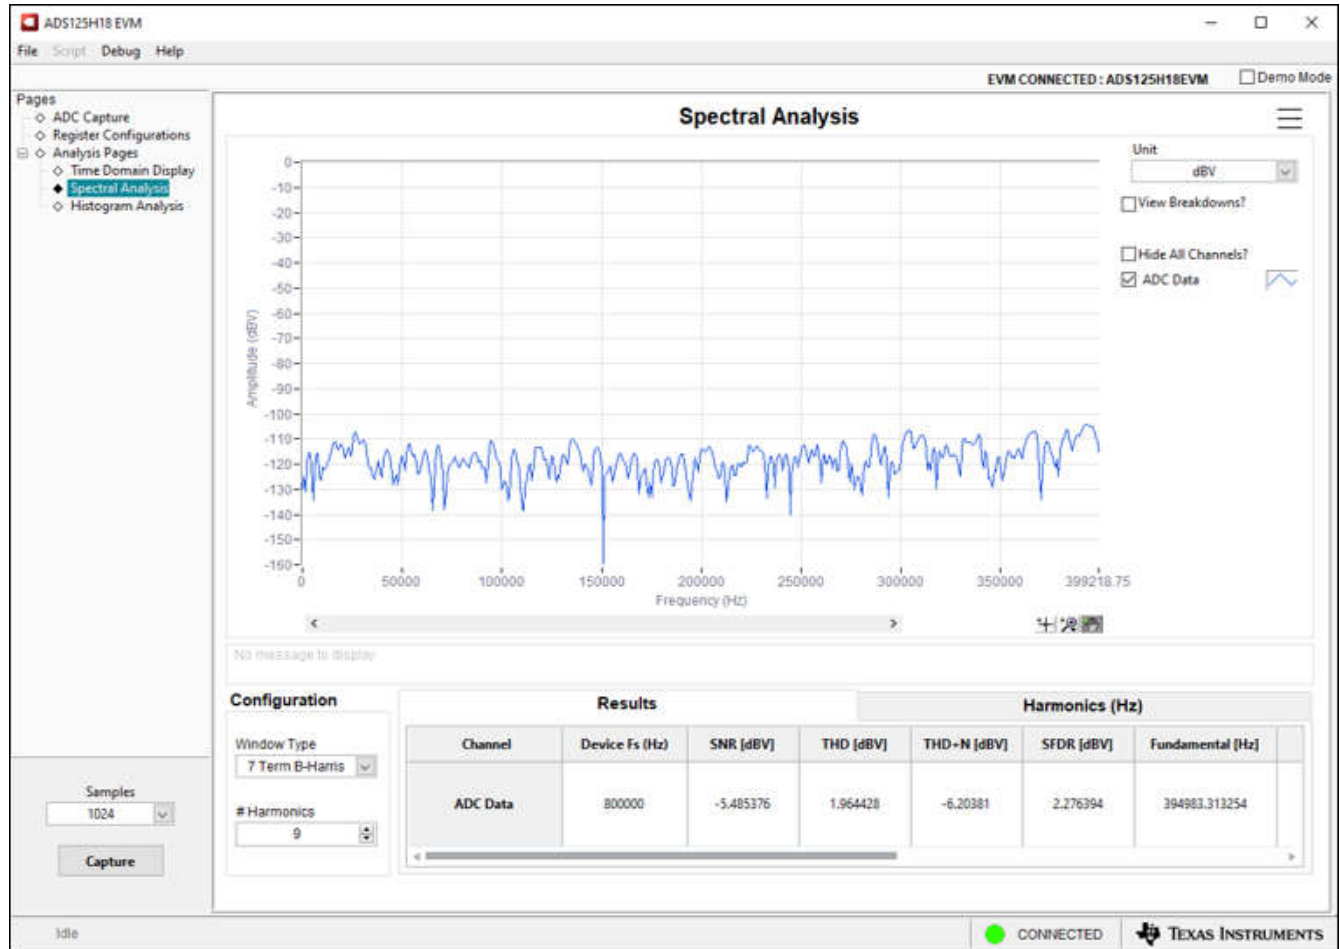 ADS125H18 EVM
File Script Debug Help
EVM CONNECTED : ADS125H18EVM Demo Mode
Pages
ADC Capture
Register Configurations
Analysis Pages
Time Domain Display
Spectral Analysis
Histogram Analysis
Samples
1024
Capture
Spectral Analysis
0
-10
-20
-30
-40
-50
-60
-70
-80
-90
-100
-110
-120
-130
-140
-150
-160
Amplitude (dBV)
0 50000 100000 150000 200000 250000 300000 350000 399218.75
Frequency (Hz)
Unit
dBV
View Breakdowns?
Hide All Channels?
ADC Data
No message to display
Configuration
Window Type
7 Term B-Harris
# Harmonics
9
Results Harmonics (Hz)
Channel Device Fs (Hz) SNR [dBV] THD [dBV] THD+N [dBV] SFDR [dBV] Fundamental [Hz]
ADC Data 800000 -5.485376 1.964428 -6.20381 2.276394 394983.313254
Idle CONNECTED TEXAS INSTRUMENTS